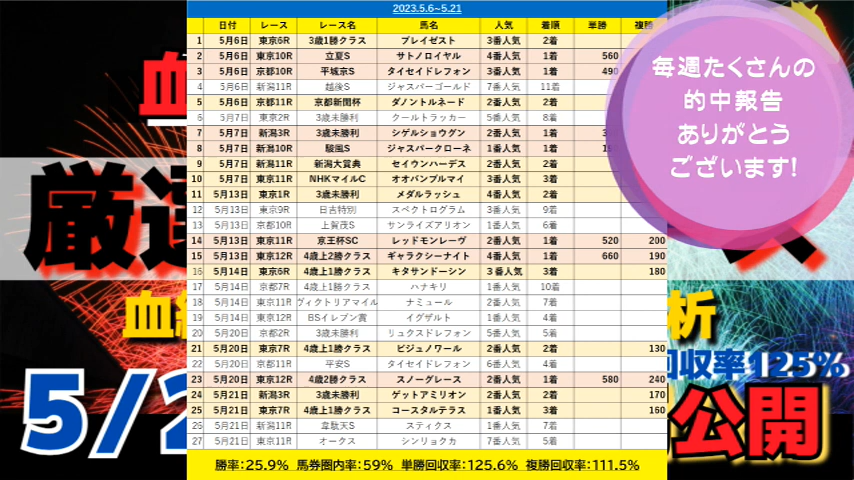 2023.5.6~5.21
日付 レース レース名 馬名 人気 着順 単勝 複勝
1 5月6日 東京6R 3歳1勝クラス ブレイゼスト 3番人気 2着
2 5月6日 東京10R 立夏S サトノロイヤル 4番人気 1着 560
3 5月6日 京都10R 平城京S タイセイドレフォン 3番人気 1着 490
4 5月6日 新潟11R 越後S ジャスパーゴールド 7番人気 11着
5 5月6日 京都11R 京都新聞杯 ダノントルネード 2番人気 2着
6 5月7日 東京2R 3歳未勝利 クールトラッカー 5番人気 8着
7 5月7日 新潟3R 3歳未勝利 シゲルショウグン 2番人気 1着
8 5月7日 新潟10R 駿風S ジャスパークローネ 1番人気 1着
9 5月7日 新潟11R 新潟大賞典 セイウンハーデス 2番人気 2着
10 5月7日 東京11R NHKマイルC オオバンブルマイ 3番人気 3着
11 5月13日 東京1R 3歳未勝利 メダルラッシュ 4番人気 2着
12 5月13日 東京9R 日吉特別 スペクトログラム 3番人気 9着
13 5月13日 京都10R 上賀茂S サンライズアリオン 1番人気 6着
14 5月13日 東京11R 京王杯SC レッドモンレーヴ 2番人気 1着 520 200
15 5月13日 東京12R 4歳上2勝クラス ギャラクシーナイト 4番人気 1着 660 190
16 5月14日 東京6R 4歳上1勝クラス キタサンドーシン 3番人気 3着 180
17 5月14日 京都7R 4歳上1勝クラス ハナキリ 1番人気 10着
18 5月14日 東京11R ヴィクトリアマイル ナミュール 2番人気 7着
19 5月14日 東京12R BSイレブン賞 イグザルト 1番人気 4着
20 5月20日 京都2R 3歳未勝利 リュクスドレフォン 5番人気 5着
21 5月20日 東京7R 4歳上1勝クラス ビジュノワール 2番人気 2着 130
22 5月20日 京都11R 平安S タイセイドレフォン 6番人気 4着
23 5月20日 東京12R 4歳2勝クラス スノーグレース 2番人気 1着 580 240
24 5月21日 新潟3R 3歳未勝利 ゲットアミリオン 2番人気 2着 170
25 5月21日 東京7R 4歳上1勝クラス コースタルテラス 1番人気 3着 160
26 5月21日 新潟11R 韋駄天S スティクス 1番人気 7着
27 5月21日 東京11R オークス シンリョクカ 7番人気 5着
勝率:25.9% 馬券圏内率:59% 単勝回収率:125.6% 複勝回収率:111.5%
毎週たくさんの
的中報告
ありがとう
ございます!
血
厳選
ス
血統
析
回収率125%
5/2
公開